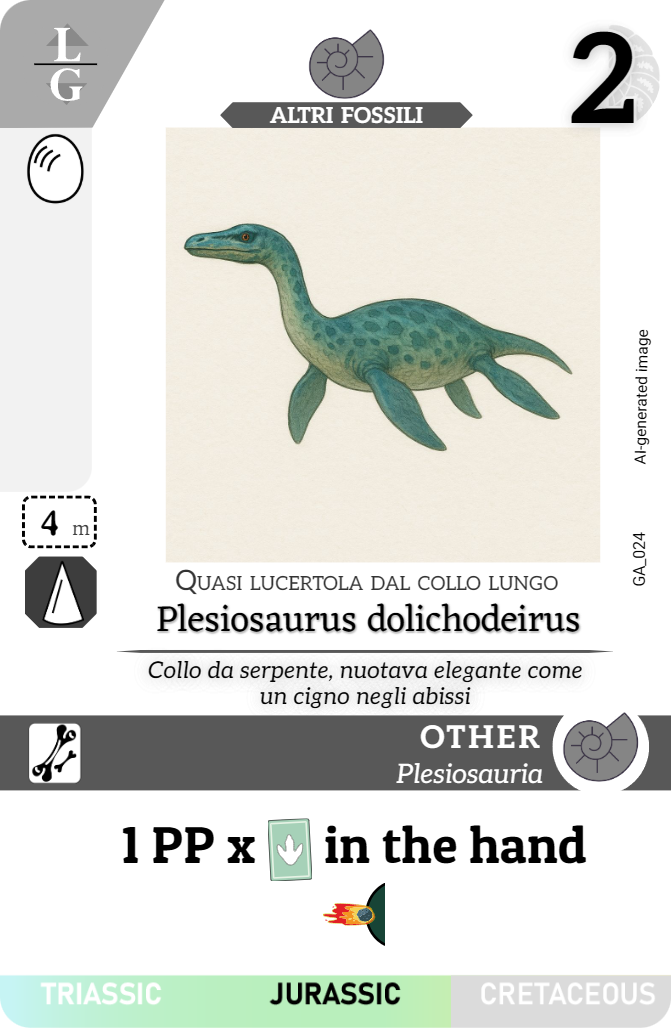 L
G
2
ALTRI FOSSILI
AI-generated image
GA_024
4 m
QUASI LUCERTOLA DAL COLLO LUNGO
Plesiosaurus dolichodeirus
Collo da serpente, nuotava elegante come
un cigno negli abissi
OTHER
Plesiosauria
1 PP x in the hand
TRIASSIC JURASSIC CRETACEOUS